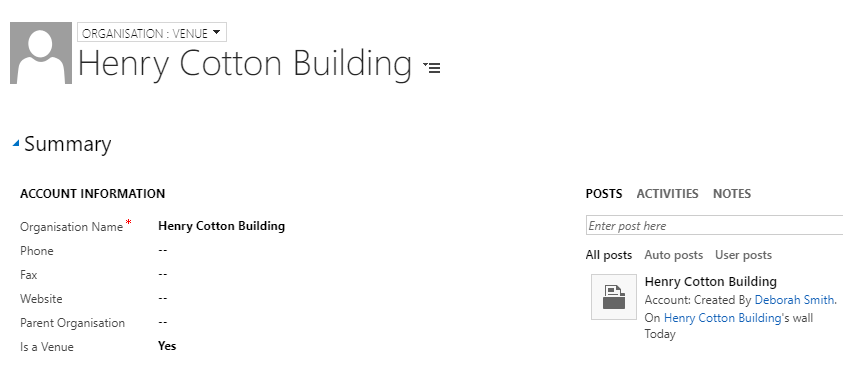 ORGANISATION : VENUE
Henry Cotton Building
Summary
ACCOUNT INFORMATION
Organisation Name*
Henry Cotton Building
Phone
--
Fax
--
Website
--
Parent Organisation
--
Is a Venue
Yes
POSTS ACTIVITIES NOTES
Enter post here
All posts Auto posts User posts
Henry Cotton Building
Account: Created By Deborah Smith.
On Henry Cotton Building's wall
Today